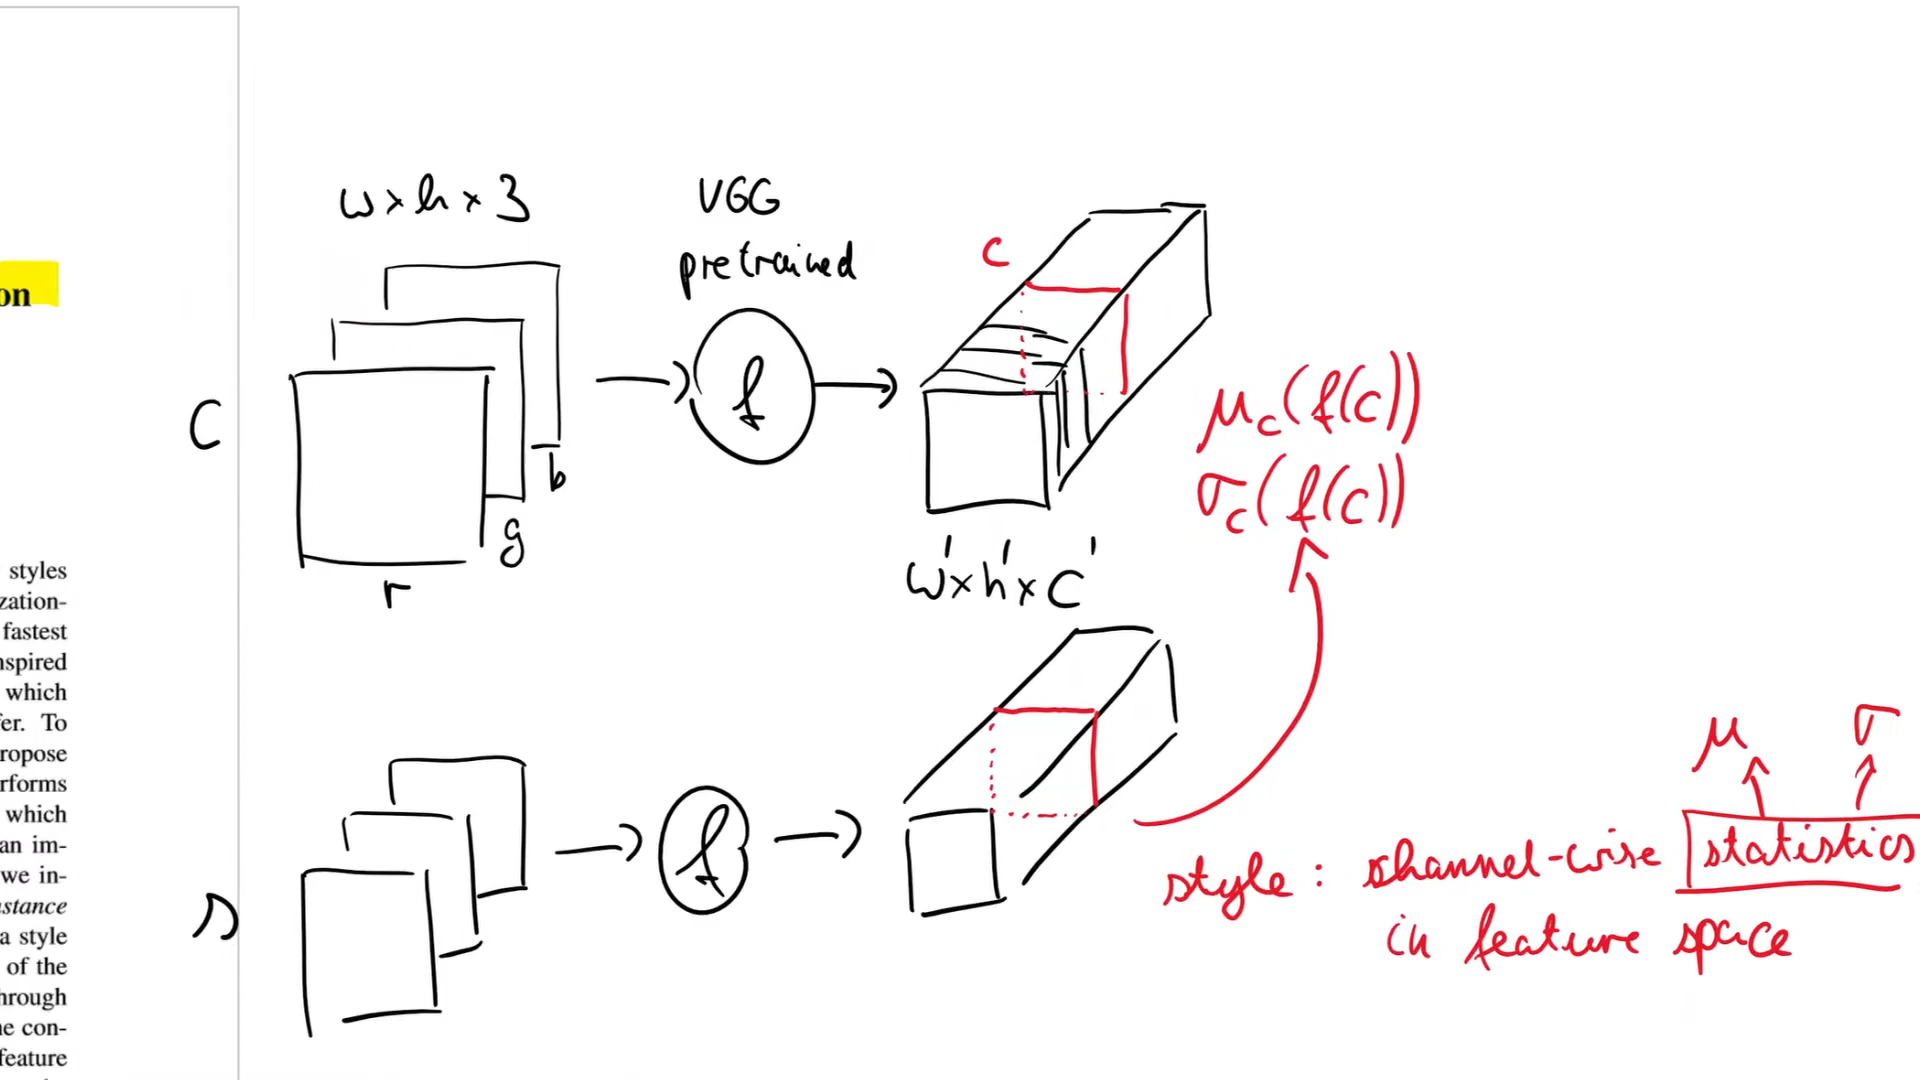 on
styles
zation-
fastest
nspired
which
fer. To
ropose
rforms
which
an im-
we in-
stance
a style
of the
hrough
ne con-
feature
w x h x 3
VGG
pretrained
C
r
g
b
f
c
μc(f(c))
σc(f(c))
w' x h' x C'
s
f
μ σ
style: channel-wise statistics
in feature space